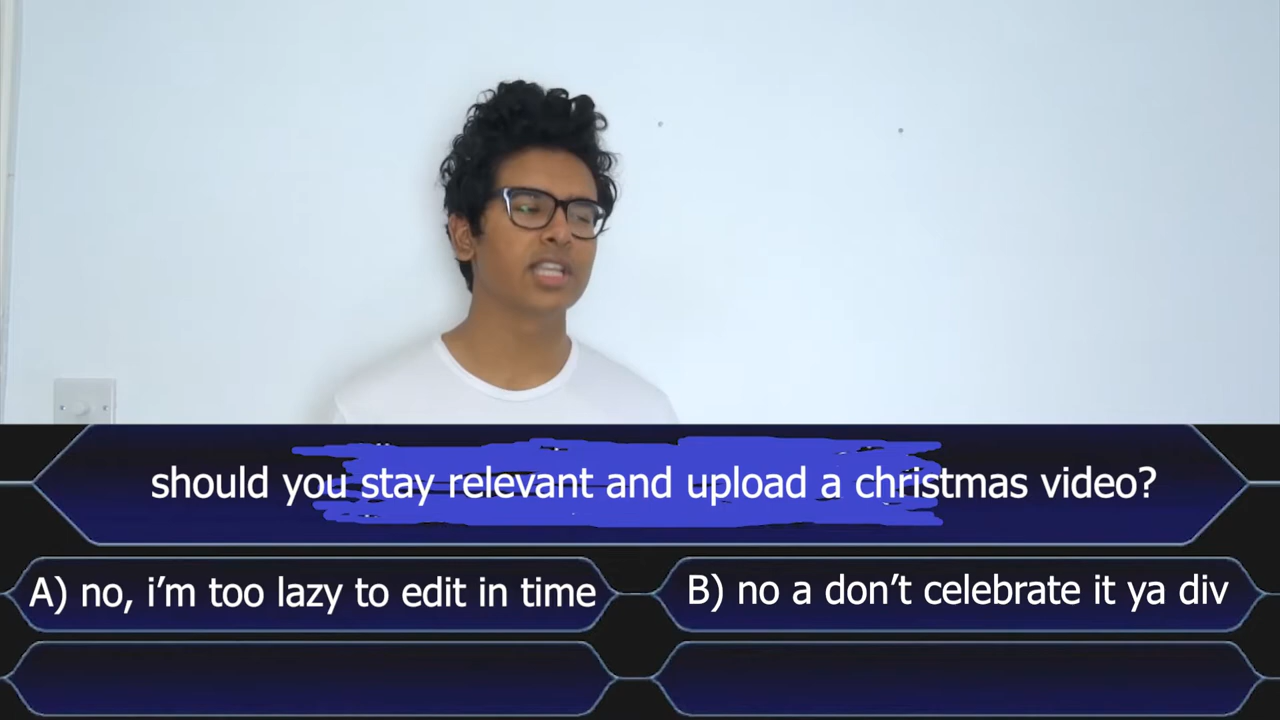 should you stay relevant and upload a christmas video?
A) no, i'm too lazy to edit in time
B) no a don't celebrate it ya div